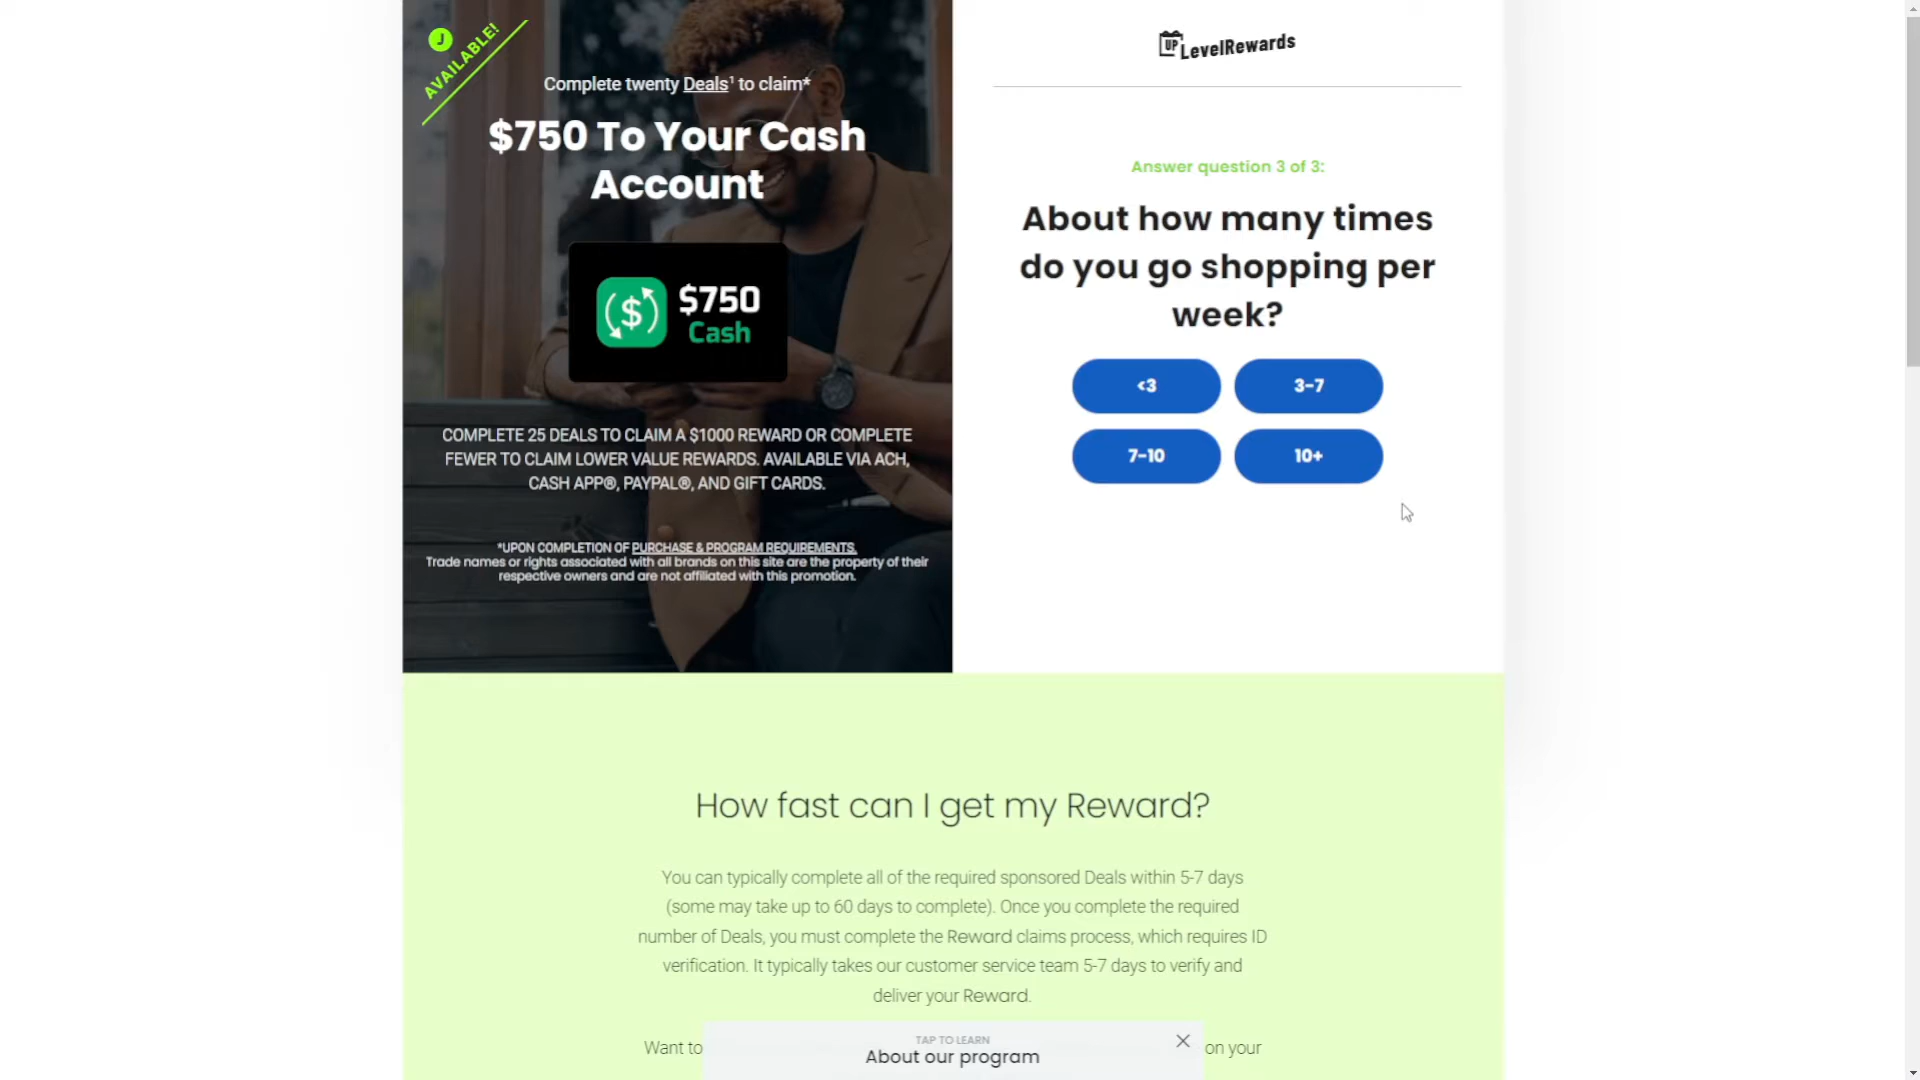 J
AVAILABLE!
Complete twenty Deals¹ to claim*
$750 To Your Cash
Account
$
$750
Cash
COMPLETE 25 DEALS TO CLAIM A $1000 REWARD OR COMPLETE
FEWER TO CLAIM LOWER VALUE REWARDS. AVAILABLE VIA ACH,
CASH APP®, PAYPAL®, AND GIFT CARDS.
*UPON COMPLETION OF PURCHASE & PROGRAM REQUIREMENTS.
Trade names or rights associated with all brands on this site are the property of their
respective owners and are not affiliated with this promotion.
UP LevelRewards
Answer question 3 of 3:
About how many times
do you go shopping per
week?
<3
3-7
7-10
10+
How fast can I get my Reward?
You can typically complete all of the required sponsored Deals within 5-7 days
(some may take up to 60 days to complete). Once you complete the required
number of Deals, you must complete the Reward claims process, which requires ID
verification. It typically takes our customer service team 5-7 days to verify and
deliver your Reward.
Want to
on your
TAP TO LEARN
About our program